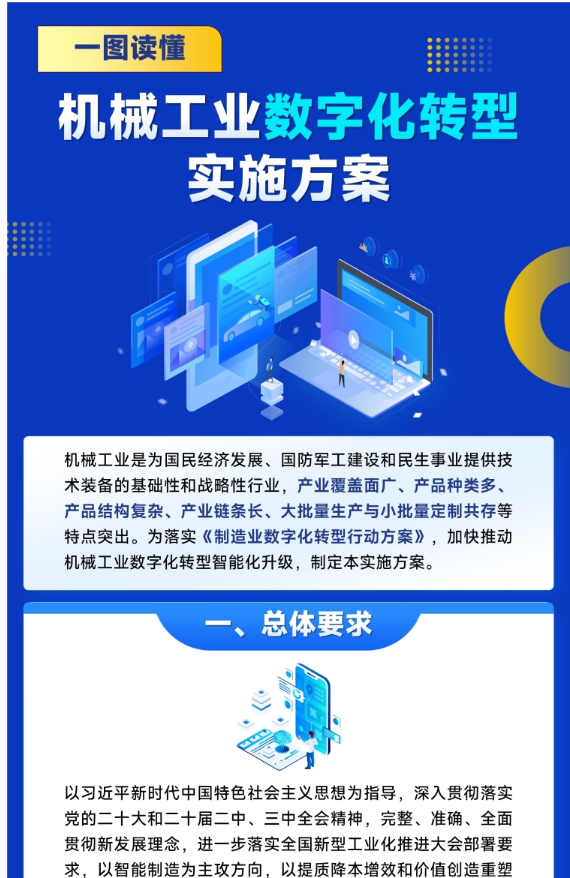 一图读懂
机械工业数字化转型
实施方案
机械工业是为国民经济发展、国防军工建设和民生事业提供技
术装备的基础性和战略性行业，产业覆盖面广、产品种类多、
产品结构复杂、产业链条长、大批量生产与小批量定制共存等
特点突出。为落实《制造业数字化转型行动方案》，加快推动
机械工业数字化转型智能化升级，制定本实施方案。
一、总体要求
以习近平新时代中国特色社会主义思想为指导，深入贯彻落实
党的二十大和二十届二中、三中全会精神，完整、准确、全面
贯彻新发展理念，进一步落实全国新型工业化推进大会部署要
求，以智能制造为主攻方向，以提质降本增效和价值创造重塑